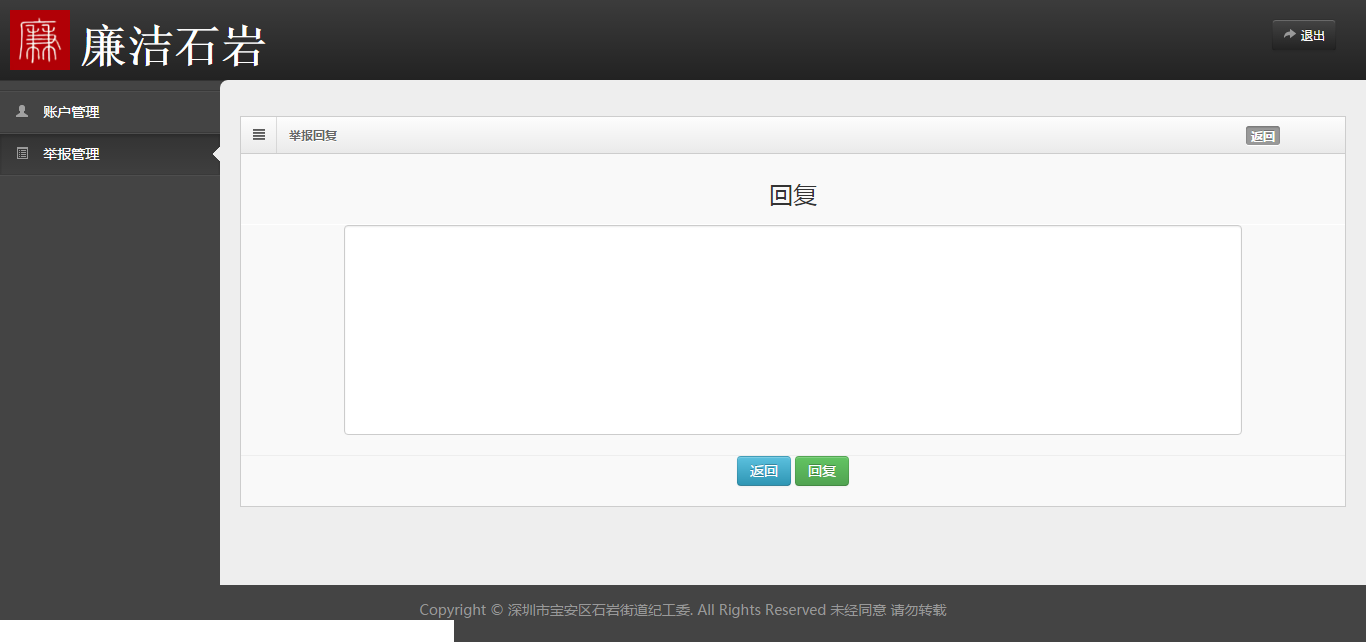 廉 廉洁石岩
退出
账户管理
举报管理
举报回复
返回
回复
返回 回复
Copyright © 深圳市宝安区石岩街道纪工委. All Rights Reserved 未经同意 请勿转载